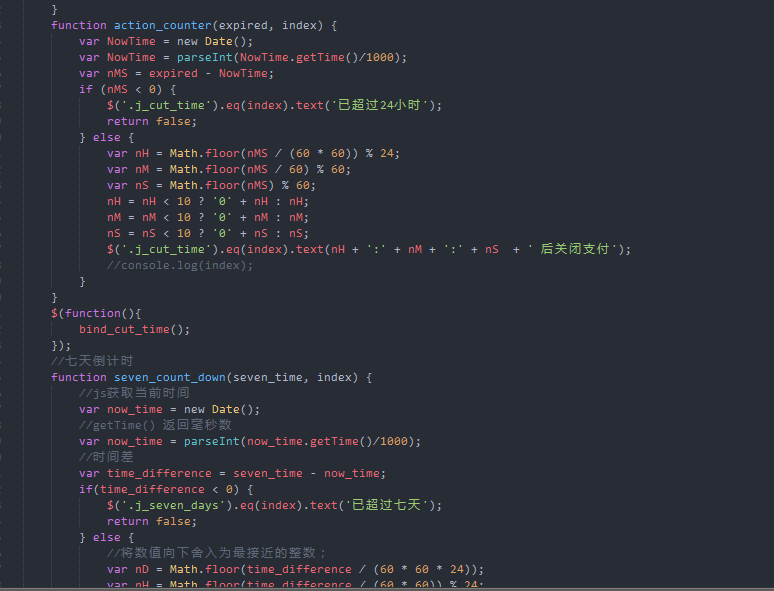 }
function action_counter(expired, index) {
var NowTime = new Date();
var NowTime = parseInt(NowTime.getTime()/1000);
var nMS = expired - NowTime;
if (nMS < 0) {
$('.j_cut_time').eq(index).text('已超过24小时');
return false;
} else {
var nH = Math.floor(nMS / (60 * 60)) % 24;
var nM = Math.floor(nMS / 60) % 60;
var nS = Math.floor(nMS) % 60;
nH = nH < 10 ? '0' + nH : nH;
nM = nM < 10 ? '0' + nM : nM;
nS = nS < 10 ? '0' + nS : nS;
$('.j_cut_time').eq(index).text(nH + ':' + nM + ':' + nS  + ' 后关闭支付');
//console.log(index);
}
}
$(function(){
bind_cut_time();
});
//七天倒计时
function seven_count_down(seven_time, index) {
//js获取当前时间
var now_time = new Date();
//getTime() 返回毫秒数
var now_time = parseInt(now_time.getTime()/1000);
//时间差
var time_difference = seven_time - now_time;
if(time_difference < 0) {
$('.j_seven_days').eq(index).text('已超过七天');
return false;
} else {
//将数值向下舍入为最接近的整数；
var nD = Math.floor(time_difference / (60 * 60 * 24));
var nH = Math.floor(time_difference / (60 * 60)) % 24;